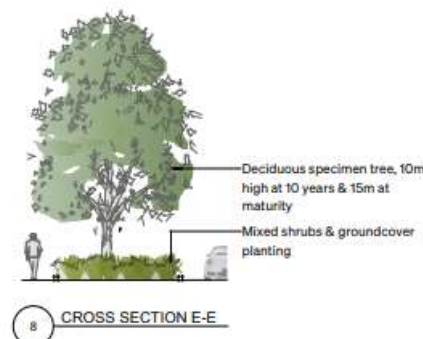 Deciduous specimen tree, 10m
high at 10 years & 15m at
maturity
Mixed shrubs & groundcover
planting
8 CROSS SECTION E-E